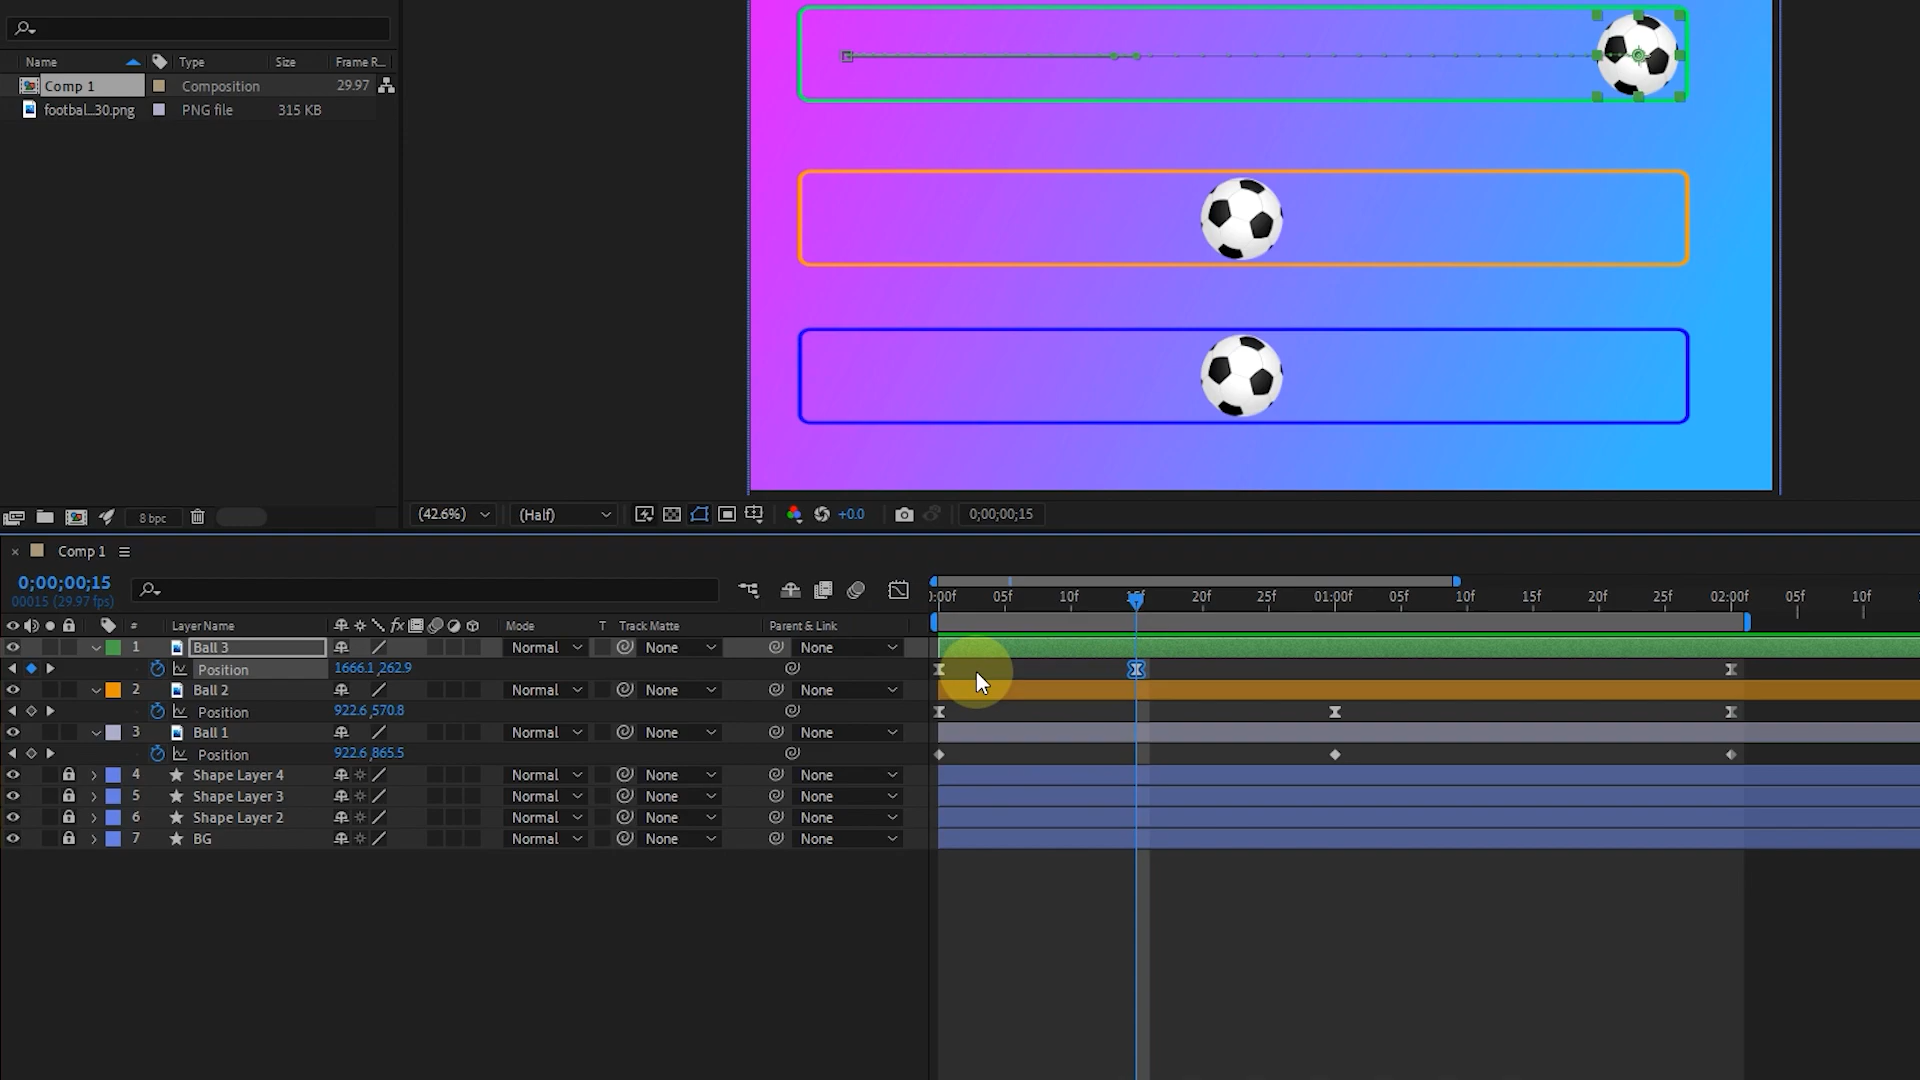 Name Type Size Frame R...
Comp 1 Composition 29.97
footbal...30.png PNG file 315 KB
8 bpc (42.6%) (Half) +0.0 0;00;00;15
× Comp 1
0;00;00;15
00015 (29.97 fps)
0:00f 05f 10f 15f 20f 25f 01:00f 05f 10f 15f 20f 25f 02:00f 05f 10f
# Layer Name fx Mode T Track Matte Parent & Link
1 Ball 3 Normal None None
Position 1666.1,262.9
2 Ball 2 Normal None None
Position 922.6,570.8
3 Ball 1 Normal None None
Position 922.6,865.5
4 Shape Layer 4 Normal None None
5 Shape Layer 3 Normal None None
6 Shape Layer 2 Normal None None
7 BG Normal None None